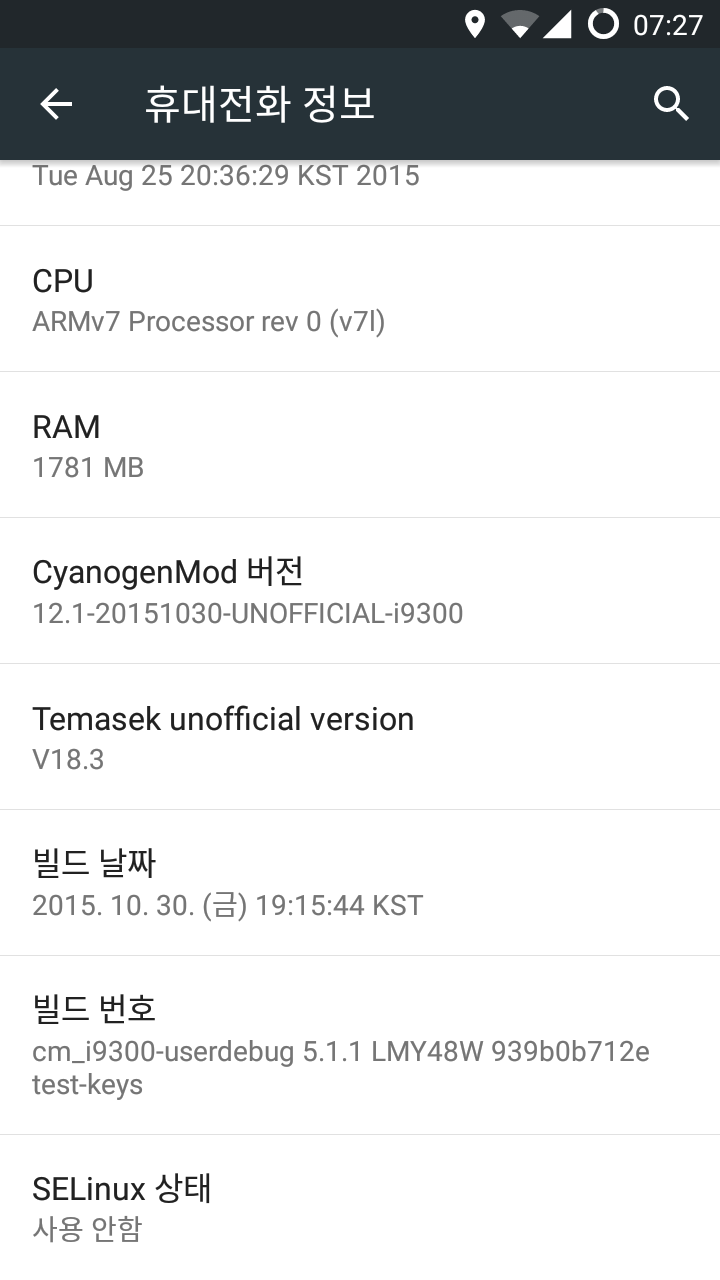 07:27
휴대전화 정보
Tue Aug 25 20:36:29 KST 2015
CPU
ARMv7 Processor rev 0 (v7l)
RAM
1781 MB
CyanogenMod 버전
12.1-20151030-UNOFFICIAL-i9300
Temasek unofficial version
V18.3
빌드 날짜
2015. 10. 30. (금) 19:15:44 KST
빌드 번호
cm_i9300-userdebug 5.1.1 LMY48W 939b0b712e
test-keys
SELinux 상태
사용 안함